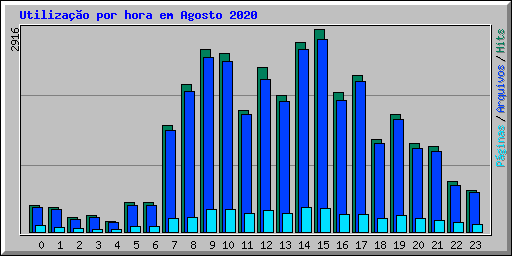 Utilização por hora em Agosto 2020
2916
Páginas / Arquivos / Hits
0 1 2 3 4 5 6 7 8 9 10 11 12 13 14 15 16 17 18 19 20 21 22 23